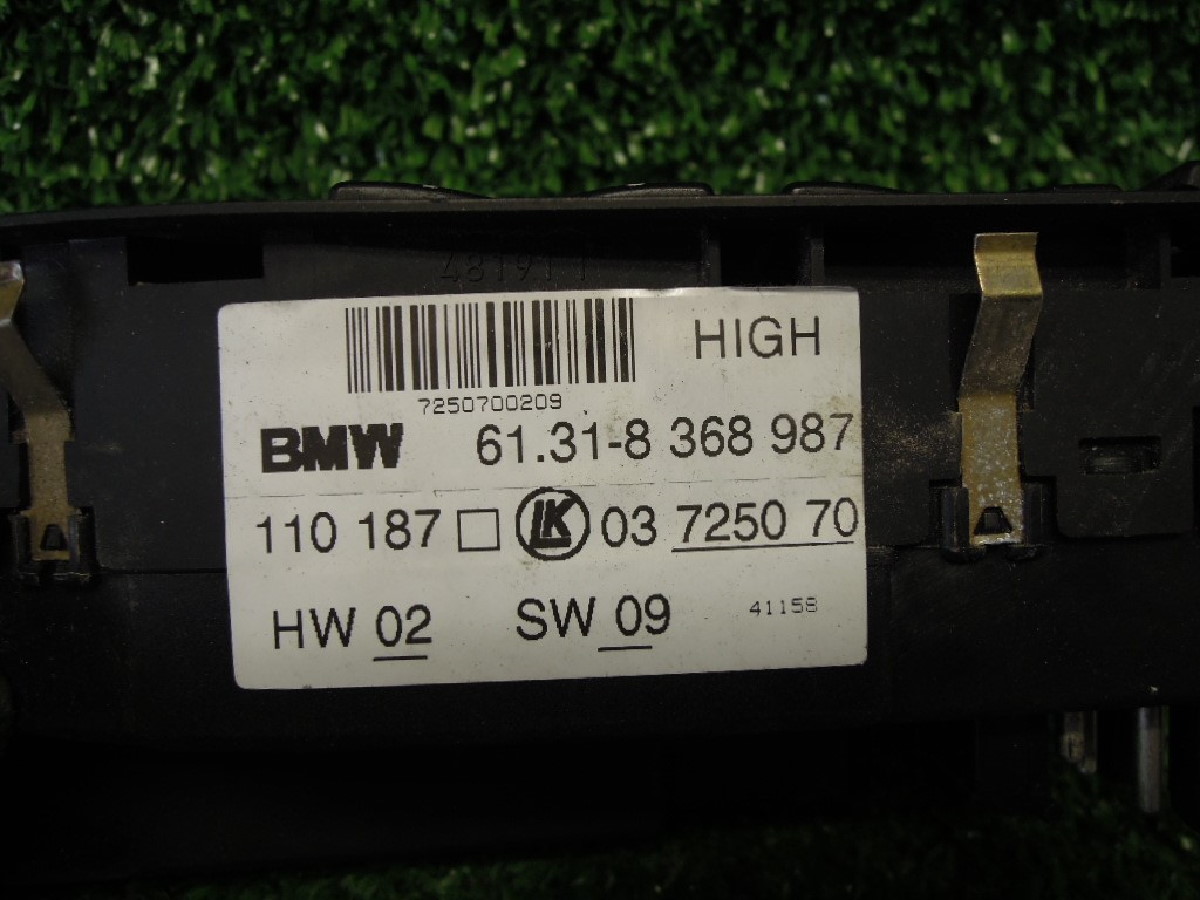 481911
HIGH
7250700209
BMW 61.31-8 368 987
110 187 LK 03 7250 70
HW 02 SW 09 41158